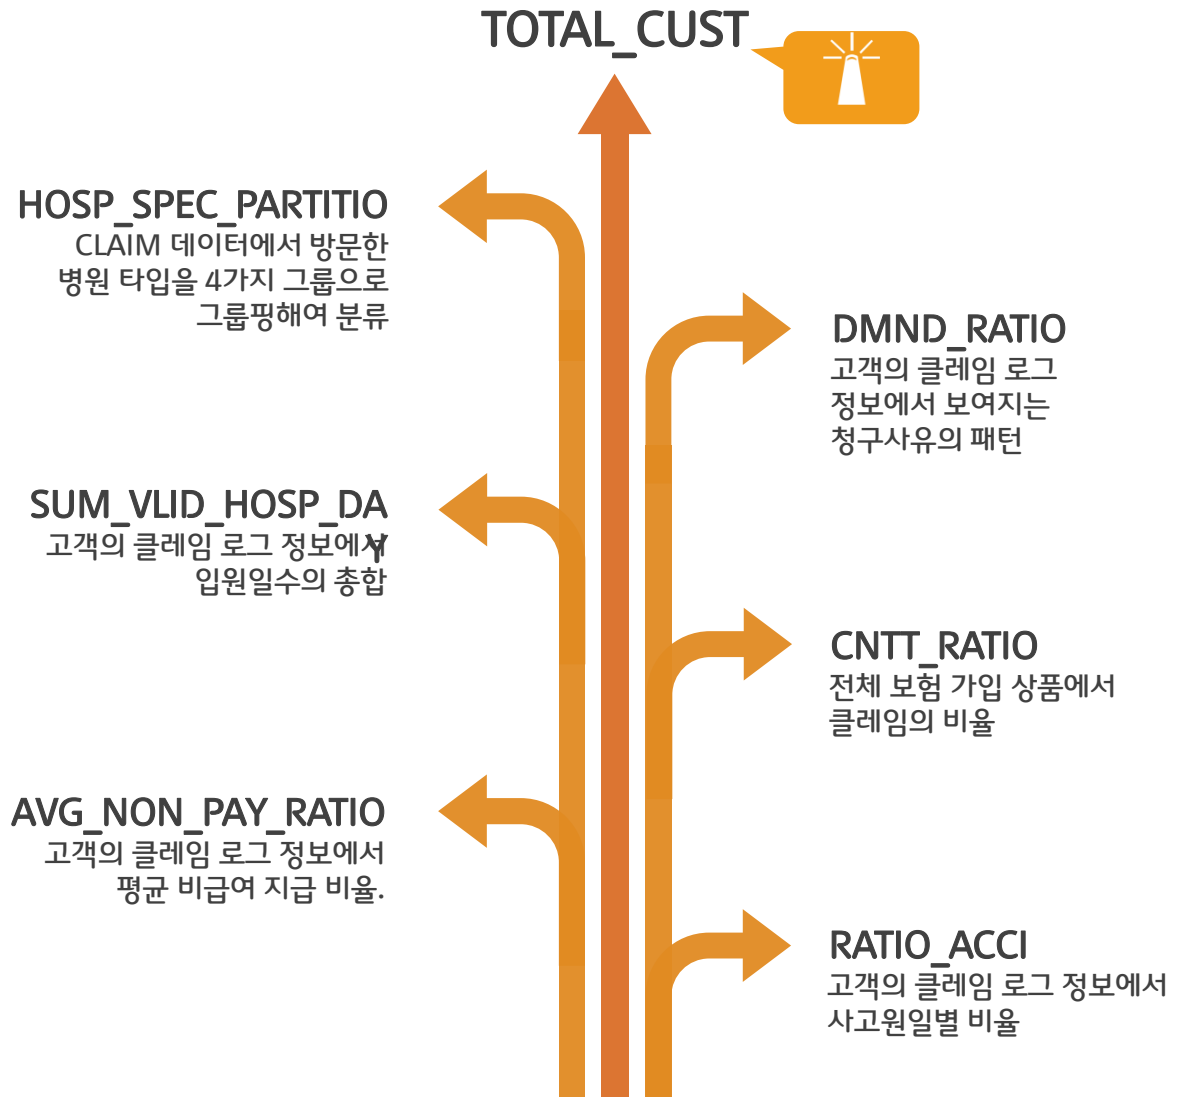 TOTAL_CUST
HOSP_SPEC_PARTITIO
CLAIM 데이터에서 방문한
병원 타입을 4가지 그룹으로
그룹핑해여 분류
DMND_RATIO
고객의 클레임 로그
정보에서 보여지는
청구사유의 패턴
SUM_VLID_HOSP_DA
Y
고객의 클레임 로그 정보에서
입원일수의 총합
CNTT_RATIO
전체 보험 가입 상품에서
클레임의 비율
AVG_NON_PAY_RATIO
고객의 클레임 로그 정보에서
평균 비급여 지급 비율.
RATIO_ACCI
고객의 클레임 로그 정보에서
사고원일별 비율